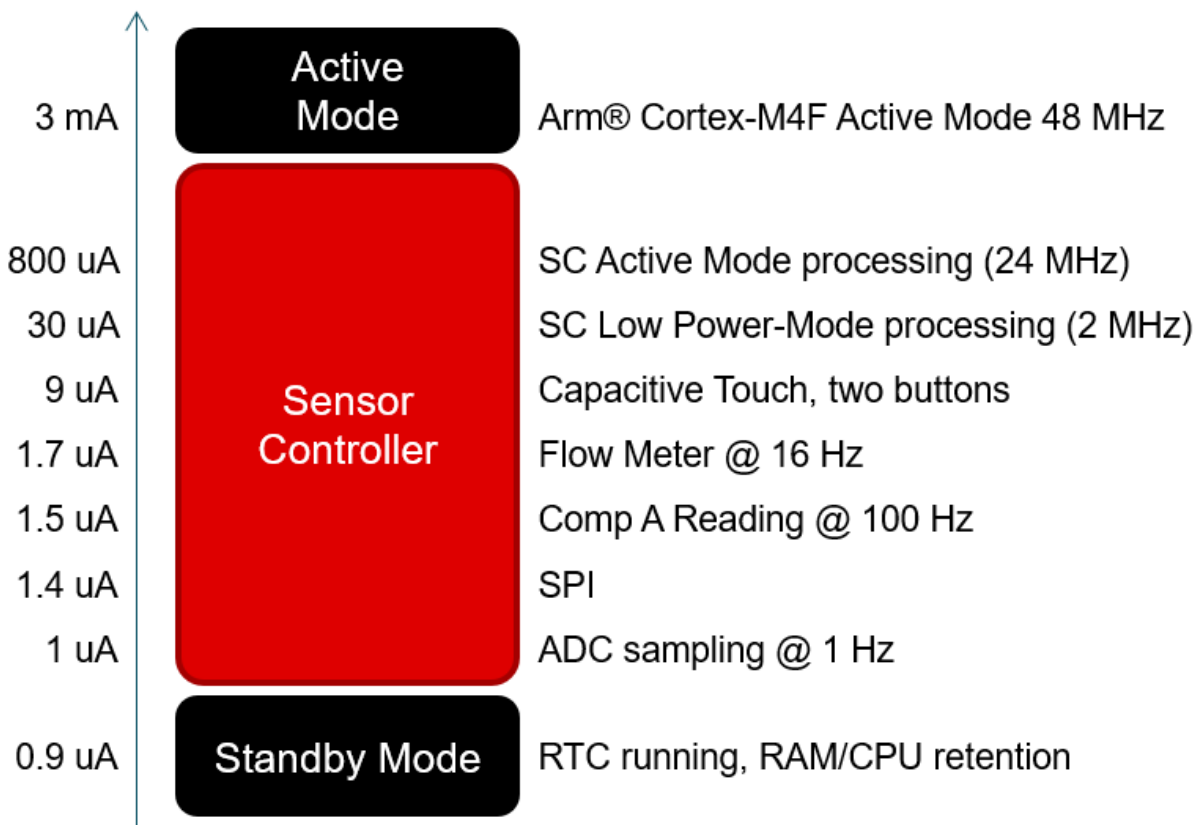 Active
Mode
3 mA Arm® Cortex-M4F Active Mode 48 MHz
800 uA SC Active Mode processing (24 MHz)
30 uA SC Low Power-Mode processing (2 MHz)
9 uA Capacitive Touch, two buttons
Sensor
Controller
1.7 uA Flow Meter @ 16 Hz
1.5 uA Comp A Reading @ 100 Hz
1.4 uA SPI
1 uA ADC sampling @ 1 Hz
0.9 uA Standby Mode RTC running, RAM/CPU retention